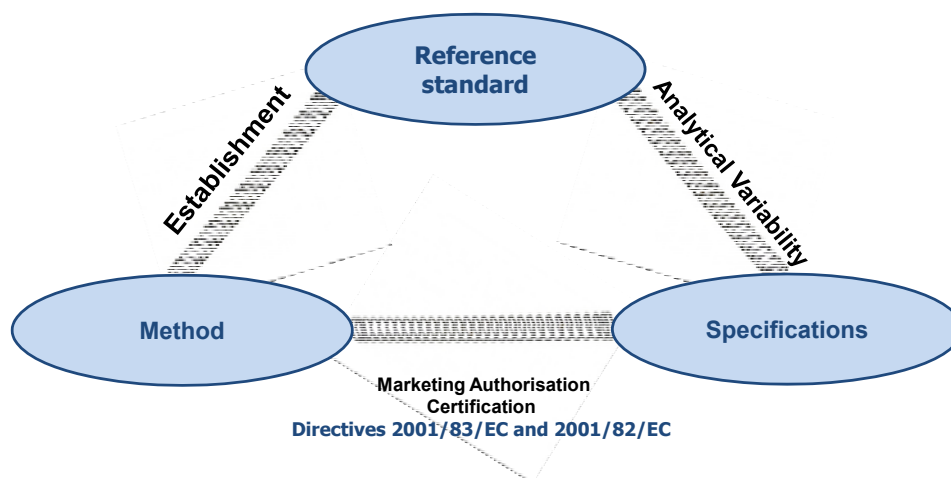 Reference
standard
Establishment
Analytical Variability
Method
Specifications
Marketing Authorisation
Certification
Directives 2001/83/EC and 2001/82/EC